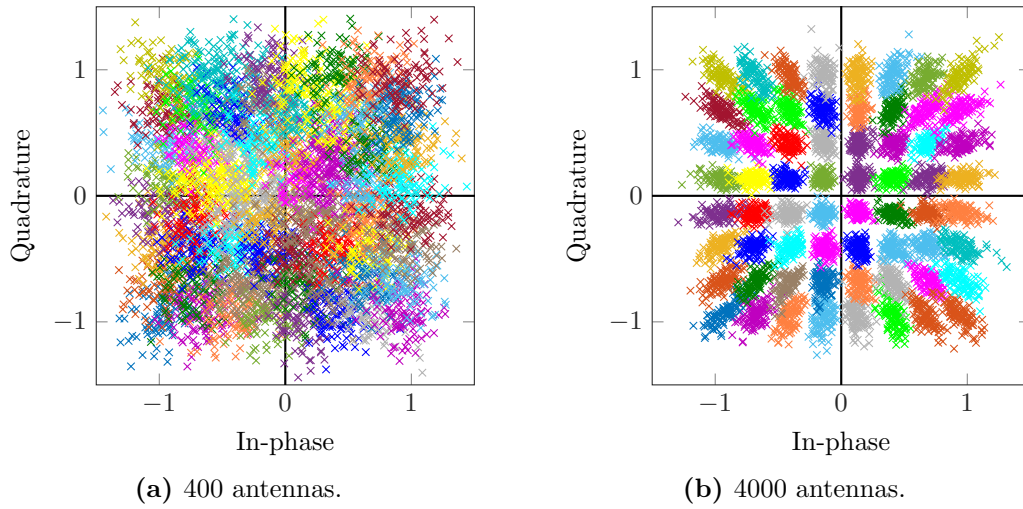 1
0
−1
−1
0
1
Quadrature
In-phase
(a) 400 antennas.
1
0
−1
−1
0
1
Quadrature
In-phase
(b) 4000 antennas.